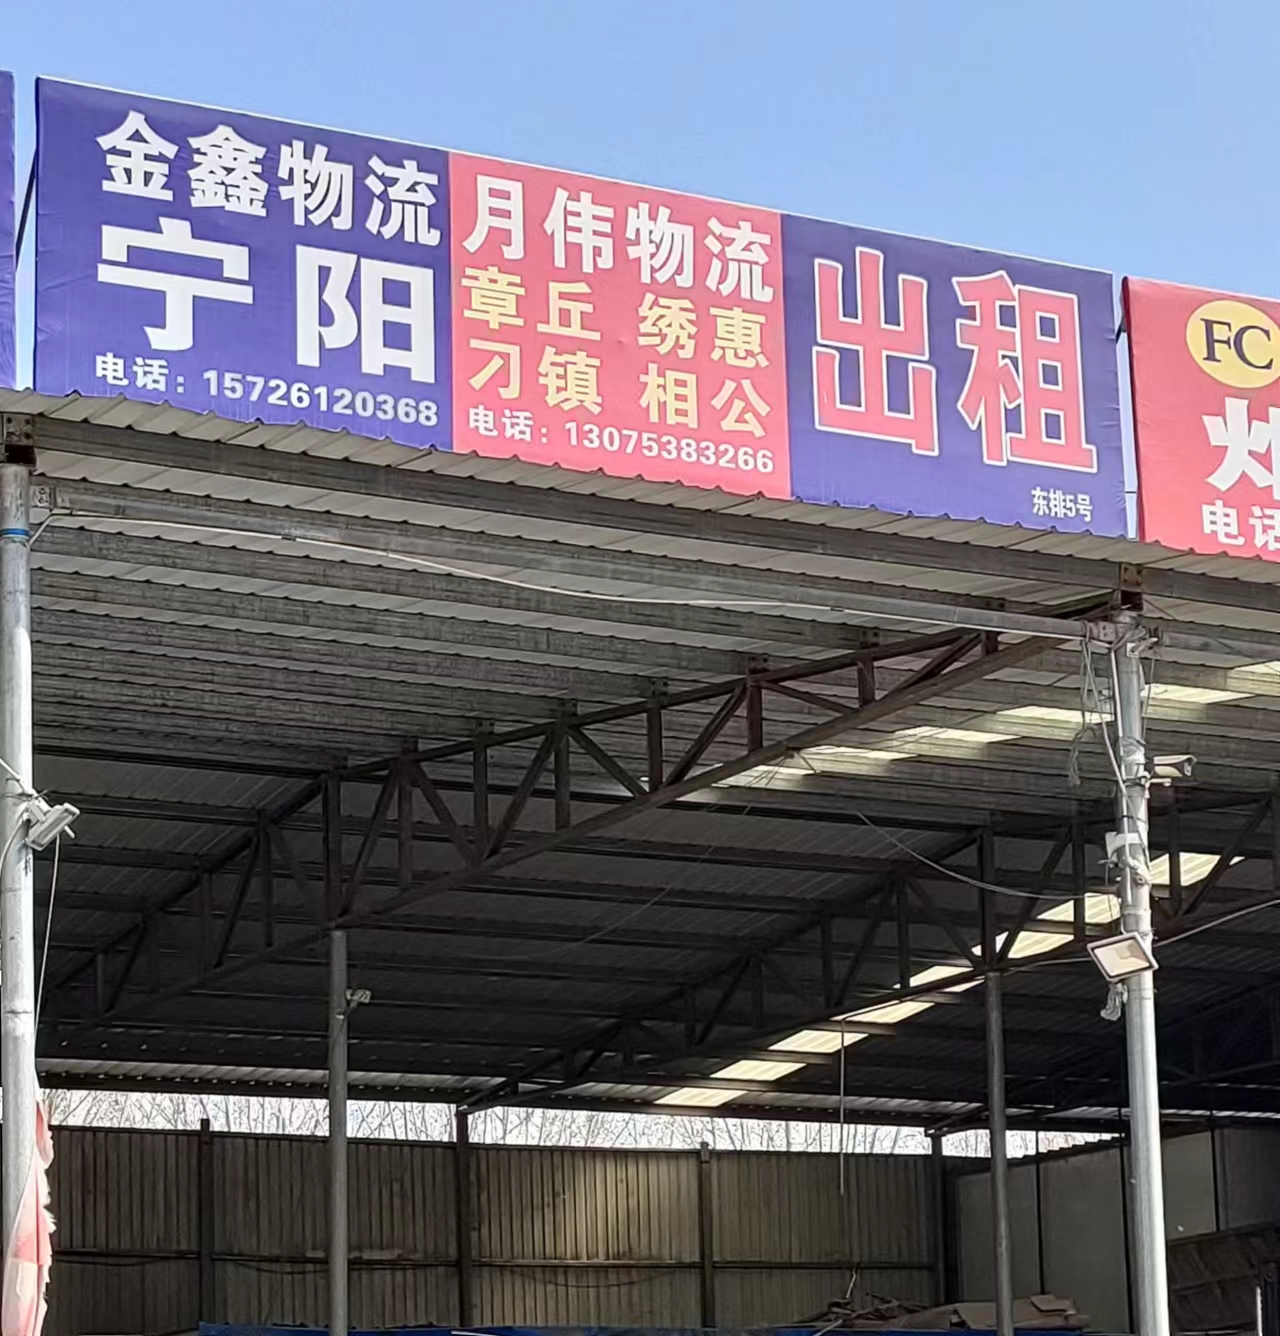 金鑫物流
宁阳
电话：15726120368
月伟物流
章丘 绣惠
刁镇 相公
电话：13075383266
出租
东排5号
FC
电话